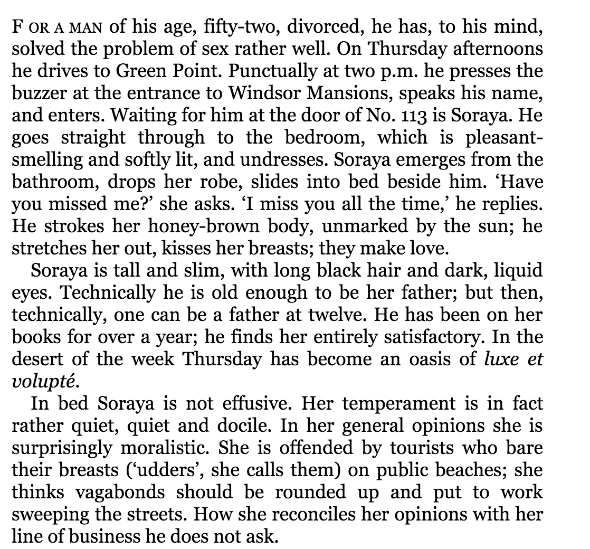 FOR A MAN of his age, fifty-two, divorced, he has, to his mind,
solved the problem of sex rather well. On Thursday afternoons
he drives to Green Point. Punctually at two p.m. he presses the
buzzer at the entrance to Windsor Mansions, speaks his name,
and enters. Waiting for him at the door of No. 113 is Soraya. He
goes straight through to the bedroom, which is pleasant-
smelling and softly lit, and undresses. Soraya emerges from the
bathroom, drops her robe, slides into bed beside him. ‘Have
you missed me?’ she asks. ‘I miss you all the time,’ he replies.
He strokes her honey-brown body, unmarked by the sun; he
stretches her out, kisses her breasts; they make love.
Soraya is tall and slim, with long black hair and dark, liquid
eyes. Technically he is old enough to be her father; but then,
technically, one can be a father at twelve. He has been on her
books for over a year; he finds her entirely satisfactory. In the
desert of the week Thursday has become an oasis of luxe et
volupté.
In bed Soraya is not effusive. Her temperament is in fact
rather quiet, quiet and docile. In her general opinions she is
surprisingly moralistic. She is offended by tourists who bare
their breasts (‘udders’, she calls them) on public beaches; she
thinks vagabonds should be rounded up and put to work
sweeping the streets. How she reconciles her opinions with her
line of business he does not ask.